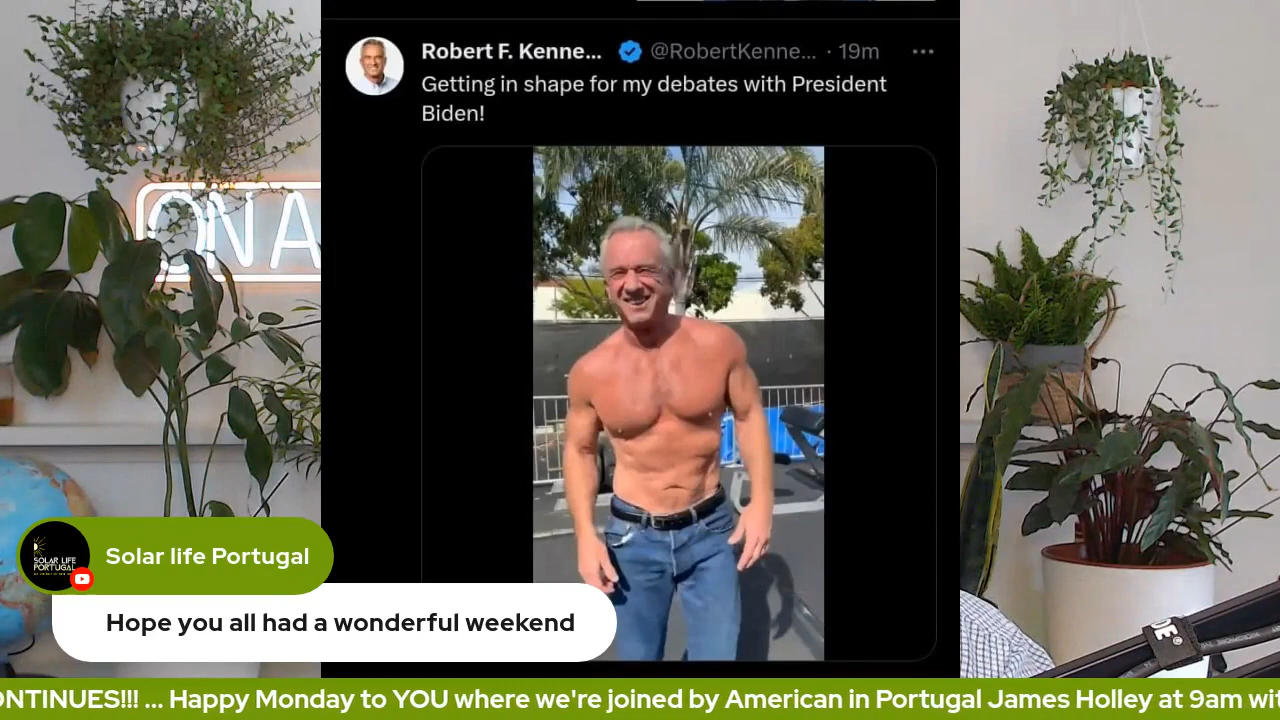 Robert F. Kenne... @RobertKenne... · 19m
Getting in shape for my debates with President
Biden!
ON A
SOLAR LIFE
PORTUGAL
Solar life Portugal
Hope you all had a wonderful weekend
ONTINUES!!! ... Happy Monday to YOU where we're joined by American in Portugal James Holley at 9am wit